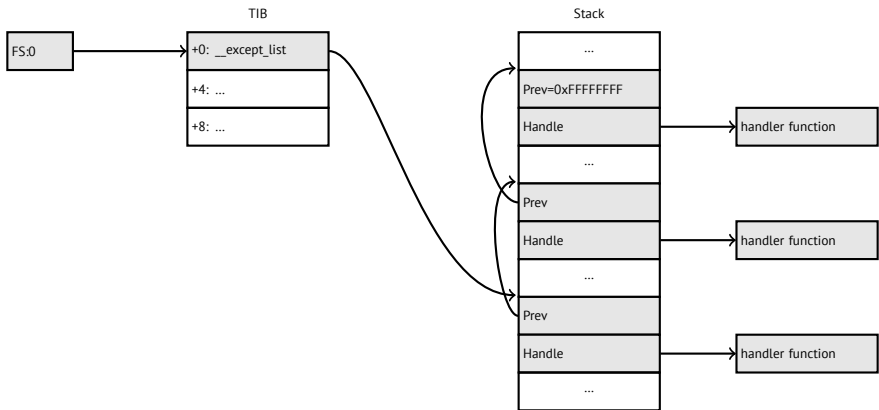 TIB
Stack
FS:0
+0: __except_list
+4: ...
+8: ...
...
Prev=0xFFFFFFFF
Handle
handler function
...
Prev
Handle
handler function
...
Prev
Handle
handler function
...